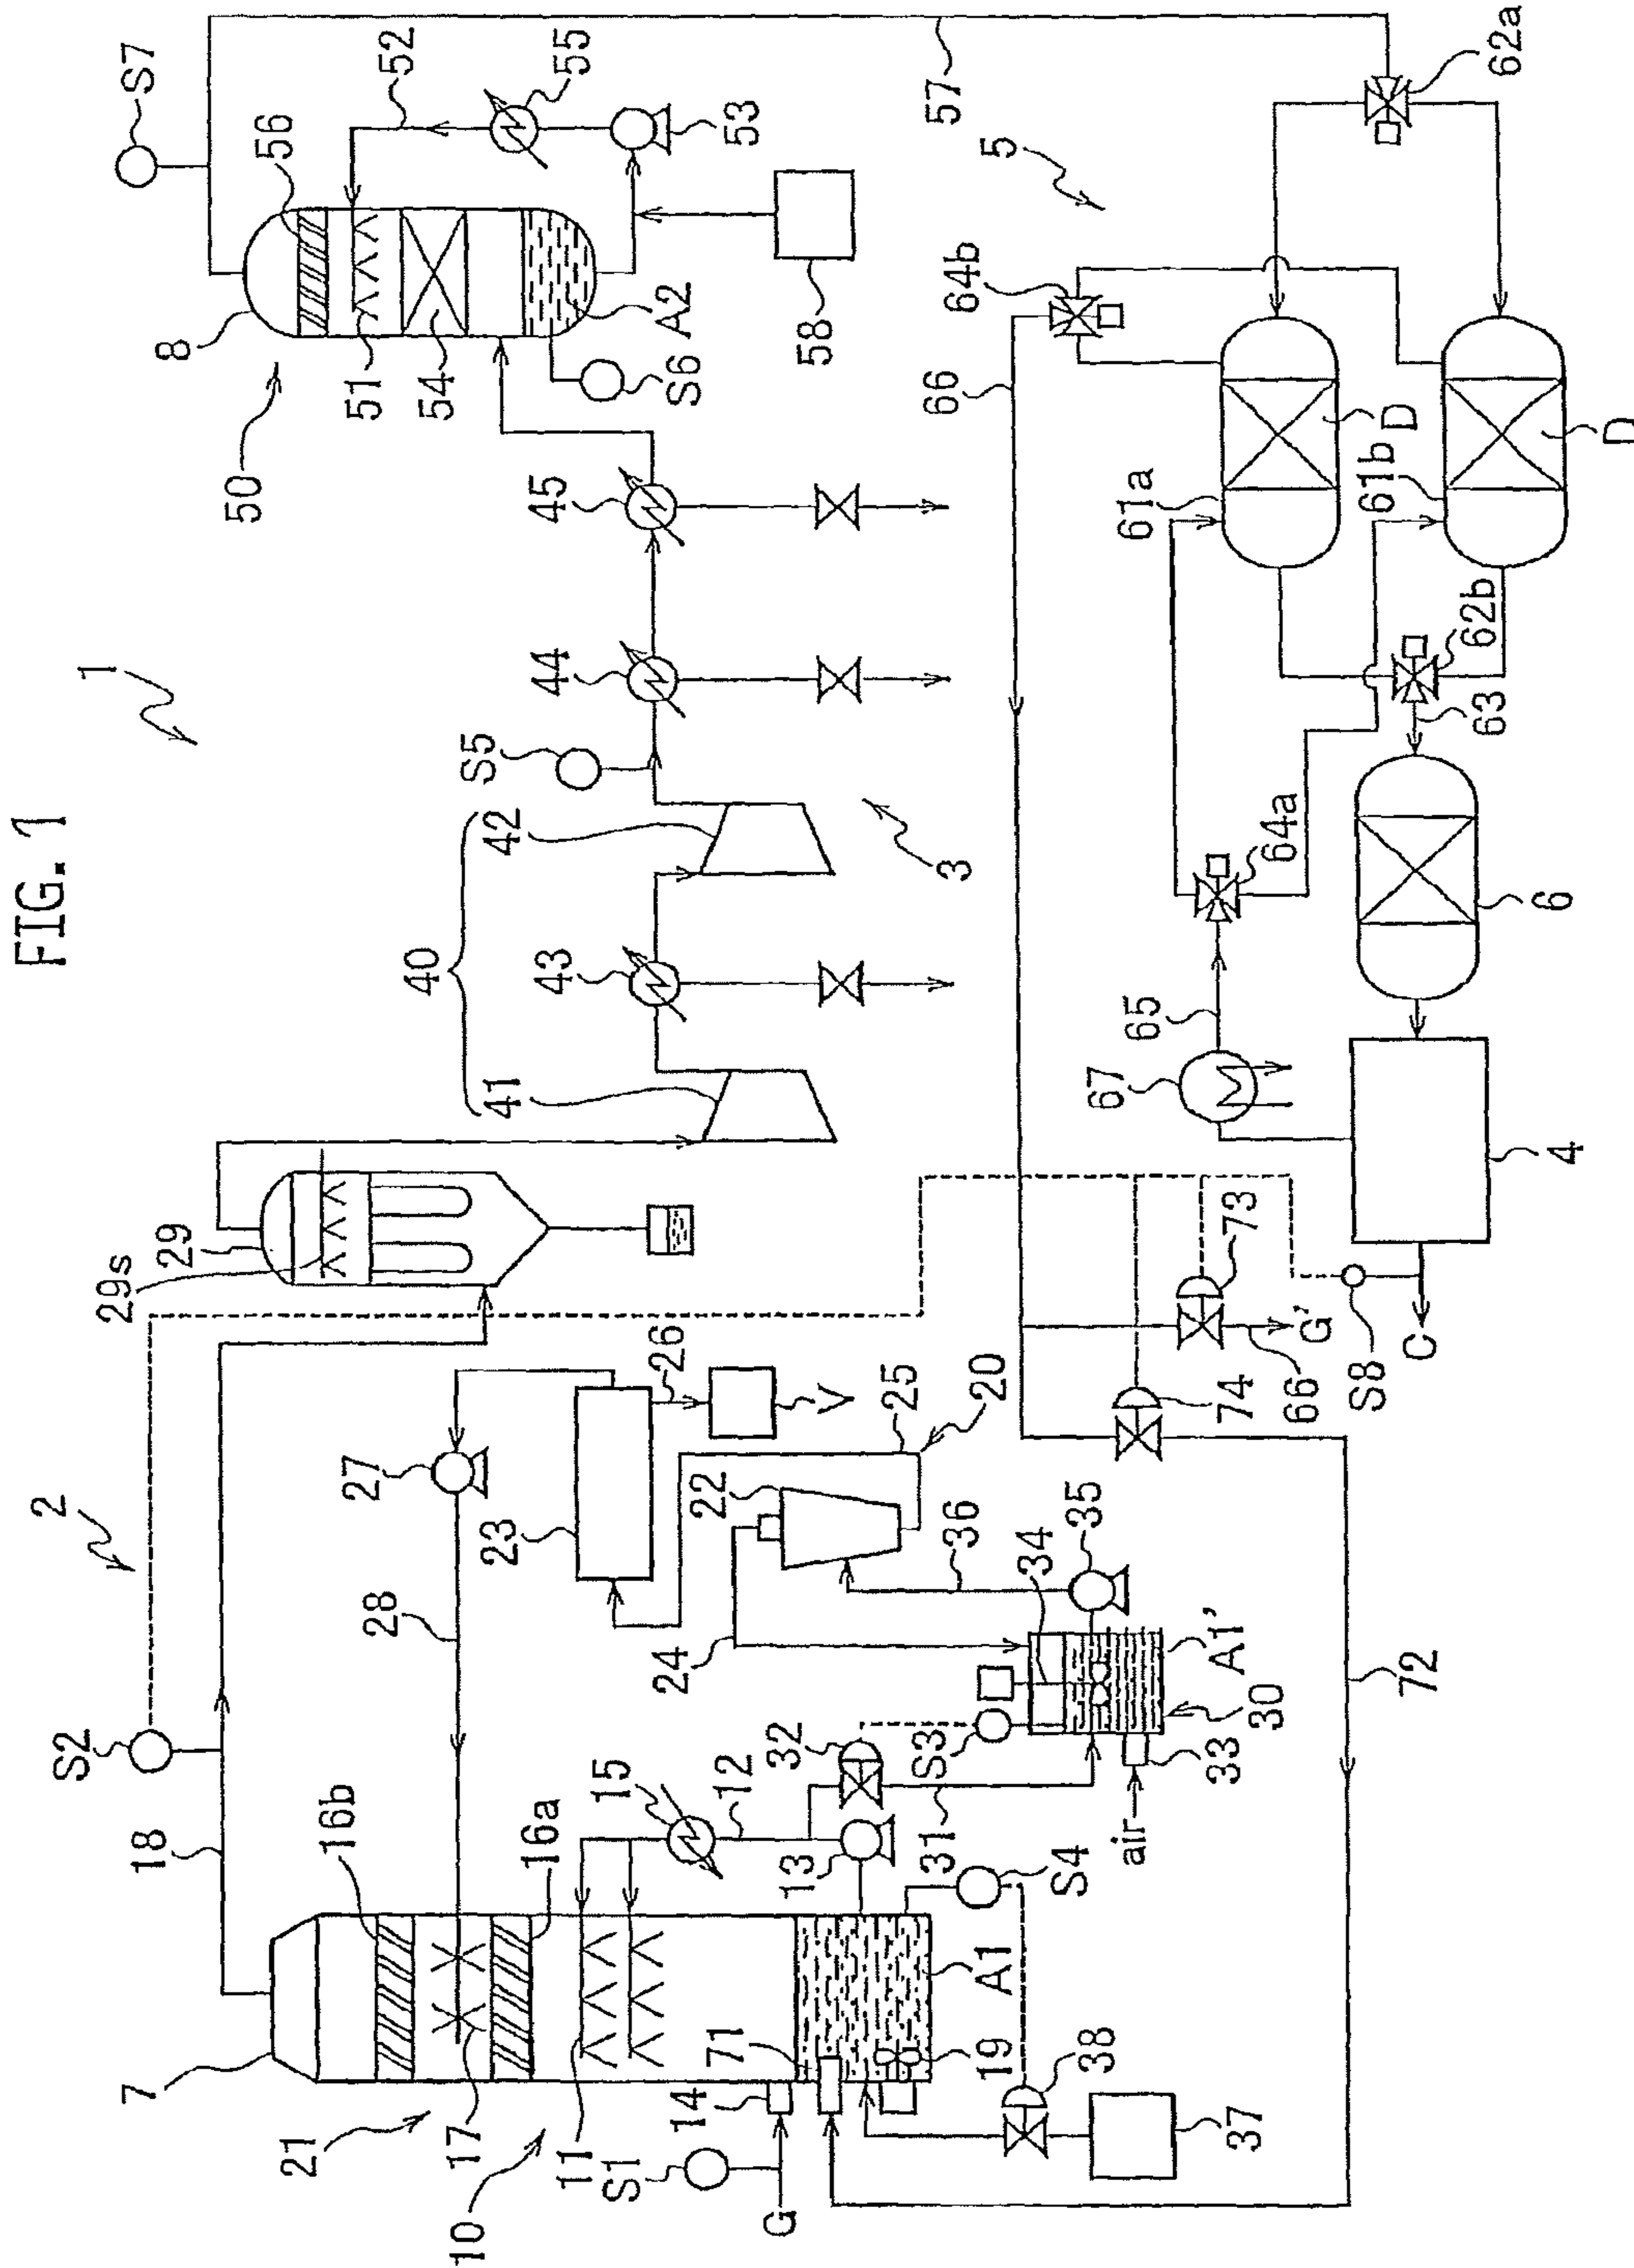 FIG. 1
1
2
S2
18
7
16b
16a
21
17
10
11
S1
14
G
71
19
A1
S4
38
37
13
12
15
28
27
23
26
V
25
20
22
24
36
34
35
32
S3
31
30
33
air
A1'
72
29
29s
40
41
42
43
44
45
S5
3
50
8
51
54
56
52
55
53
58
A2
S6
S7
57
5
62a
64b
66
61a
61b
D
D
62b
63
64a
65
67
6
4
73
74
66
G'
S8
C